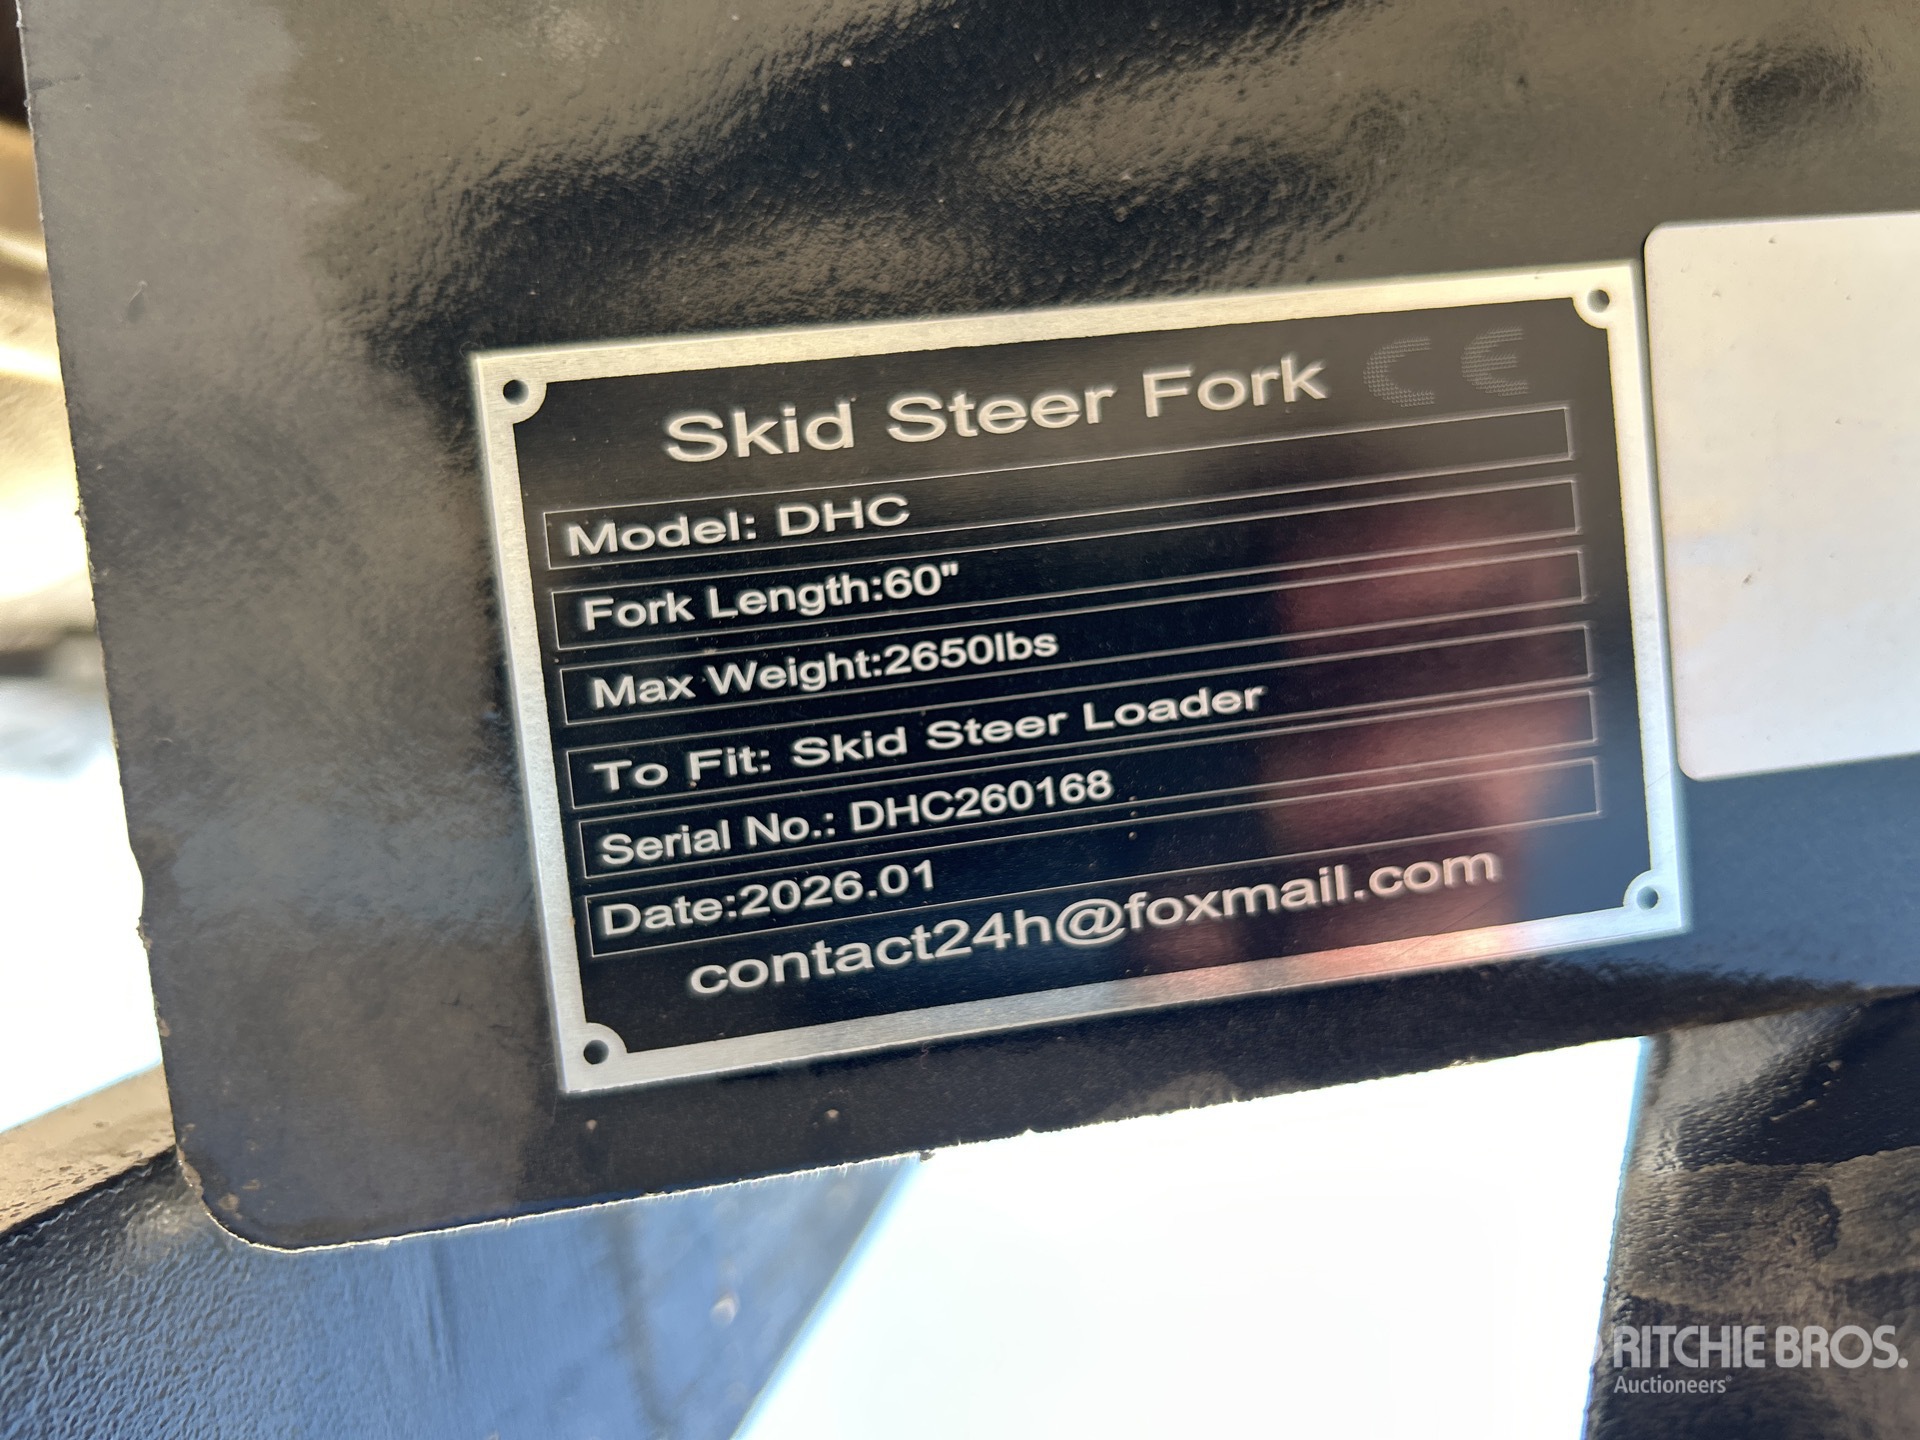 Skid Steer Fork CE
Model: DHC
Fork Length:60"
Max Weight:2650lbs
To Fit: Skid Steer Loader
Serial No.: DHC260168
Date:2026.01
contact24h@foxmail.com
RITCHIE BROS.
Auctioneers